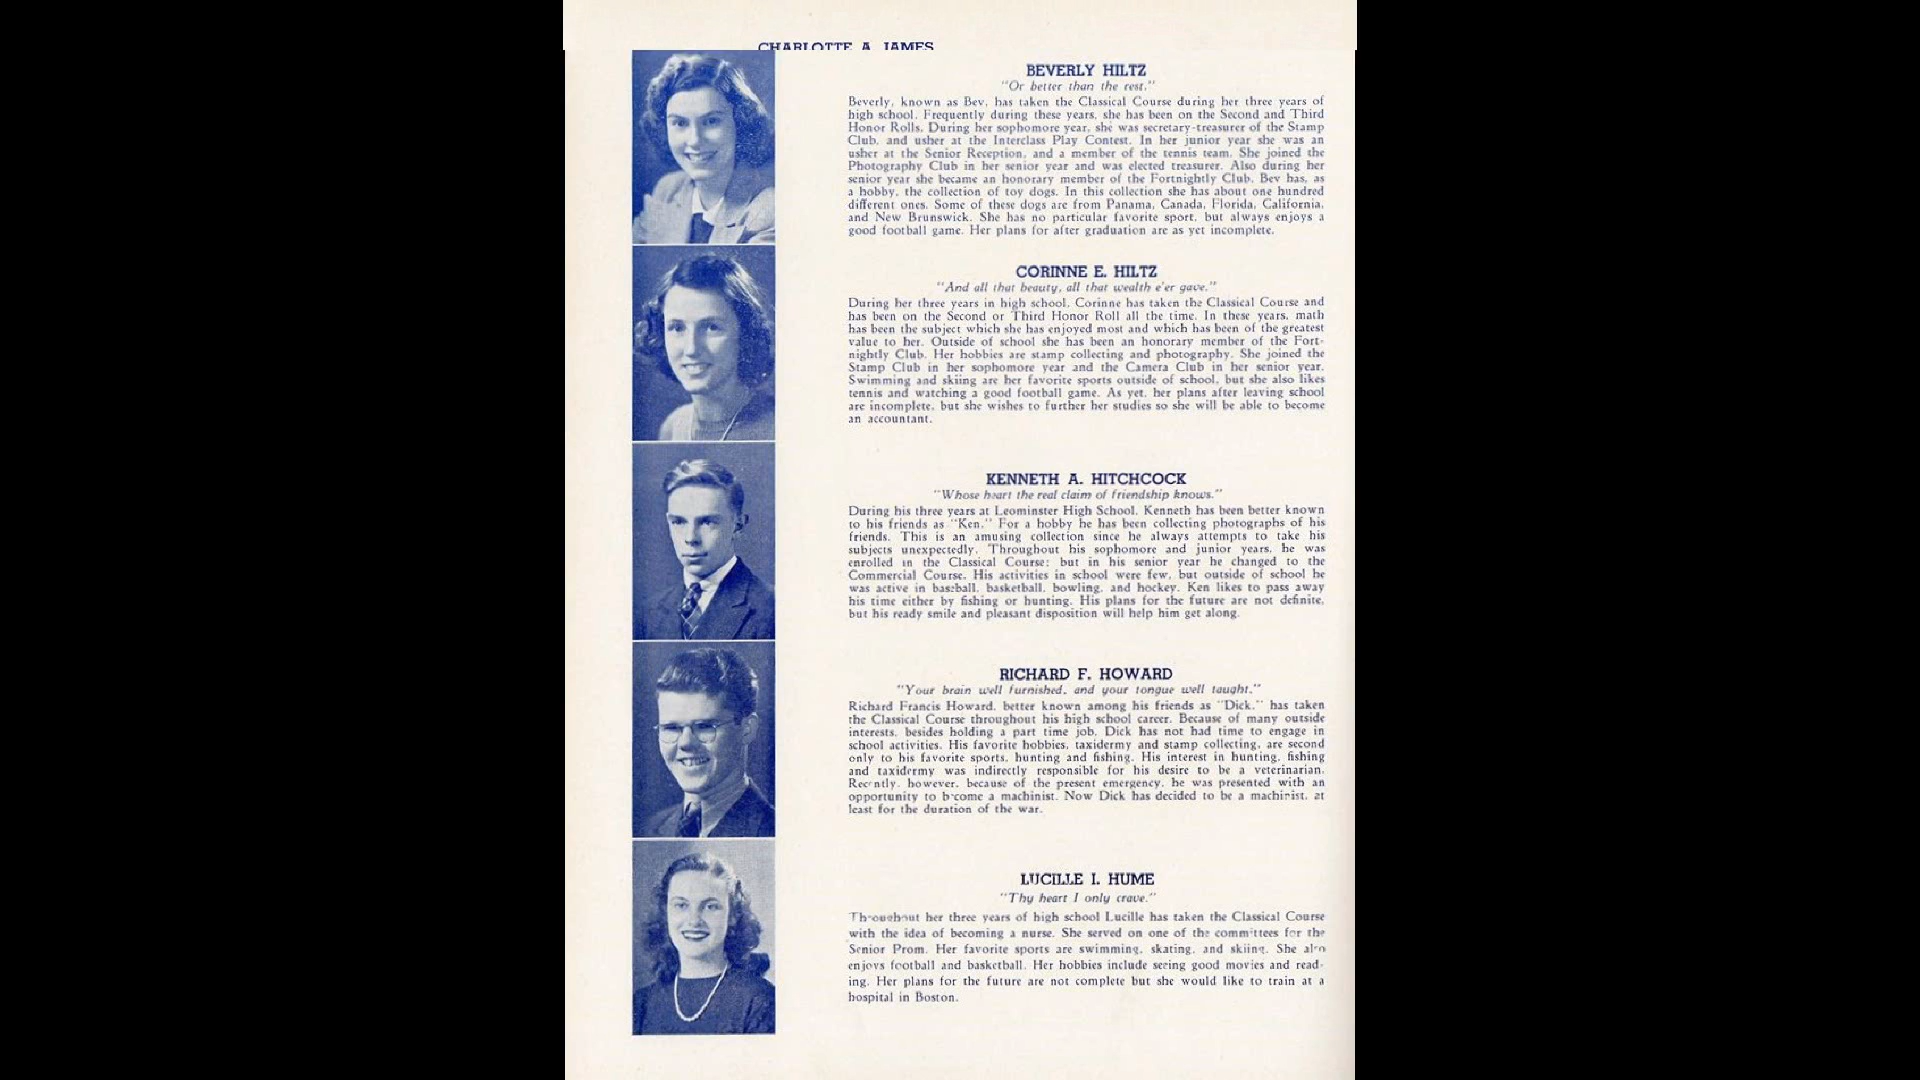 CHARLOTTE A. JAMES
BEVERLY HILTZ
"Or better than the rest."
Beverly, known as Bev, has taken the Classical Course during her three years of
high school. Frequently during these years, she has been on the Second and Third
Honor Rolls. During her sophomore year, she was secretary-treasurer of the Stamp
Club, and usher at the Interclass Play Contest. In her junior year she was an
usher at the Senior Reception, and a member of the tennis team. She joined the
Photography Club in her senior year and was elected treasurer. Also during her
senior year she became an honorary member of the Fortnightly Club. Bev has, as
a hobby, the collection of toy dogs. In this collection she has about one hundred
different ones. Some of these dogs are from Panama, Canada, Florida, California,
and New Brunswick. She has no particular favorite sport, but always enjoys a
good football game. Her plans for after graduation are as yet incomplete.
CORINNE E. HILTZ
"And all that beauty, all that wealth e'er gave."
During her three years in high school, Corinne has taken the Classical Course and
has been on the Second or Third Honor Roll all the time. In these years, math
has been the subject which she has enjoyed most and which has been of the greatest
value to her. Outside of school she has been an honorary member of the Fort-
nightly Club. Her hobbies are stamp collecting and photography. She joined the
Stamp Club in her sophomore year and the Camera Club in her senior year.
Swimming and skiing are her favorite sports outside of school, but she also likes
tennis and watching a good football game. As yet, her plans after leaving school
are incomplete, but she wishes to further her studies so she will be able to become
an accountant.
KENNETH A. HITCHCOCK
"Whose heart the real claim of friendship knows."
During his three years at Leominster High School, Kenneth has been better known
to his friends as "Ken." For a hobby he has been collecting photographs of his
friends. This is an amusing collection since he always attempts to take his
subjects unexpectedly. Throughout his sophomore and junior years, he was
enrolled in the Classical Course; but in his senior year he changed to the
Commercial Course. His activities in school were few, but outside of school he
was active in baseball, basketball, bowling, and hockey. Ken likes to pass away
his time either by fishing or hunting. His plans for the future are not definite,
but his ready smile and pleasant disposition will help him get along.
RICHARD F. HOWARD
"Your brain well furnished, and your tongue well taught."
Richard Francis Howard, better known among his friends as "Dick," has taken
the Classical Course throughout his high school career. Because of many outside
interests, besides holding a part time job, Dick has not had time to engage in
school activities. His favorite hobbies, taxidermy and stamp collecting, are second
only to his favorite sports, hunting and fishing. His interest in hunting, fishing
and taxidermy was indirectly responsible for his desire to be a veterinarian.
Recently, however, because of the present emergency, he was presented with an
opportunity to become a machinist. Now Dick has decided to be a machinist, at
least for the duration of the war.
LUCILLE I. HUME
"Thy heart I only crave."
Throughout her three years of high school Lucille has taken the Classical Course
with the idea of becoming a nurse. She served on one of the committees for the
Senior Prom. Her favorite sports are swimming, skating, and skiing. She also
enjoys football and basketball. Her hobbies include seeing good movies and read-
ing. Her plans for the future are not complete but she would like to train at a
hospital in Boston.